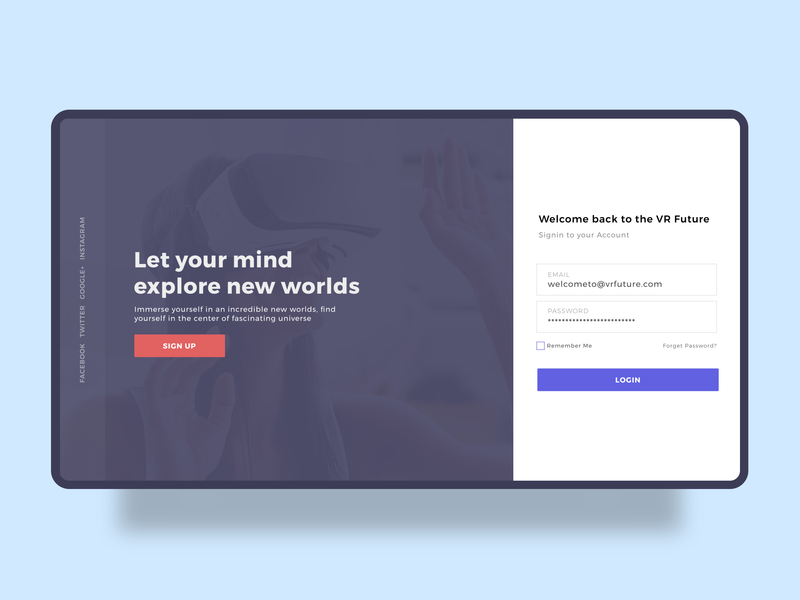 FACEBOOK TWITTER GOOGLE+ INSTAGRAM
Let your mind
explore new worlds
Immerse yourself in an incredible new worlds, find
yourself in the center of fascinating universe
SIGN UP
Welcome back to the VR Future
Signin to your Account
EMAIL
welcometo@vrfuture.com
PASSWORD
*************************
Remember Me
Forget Password?
LOGIN